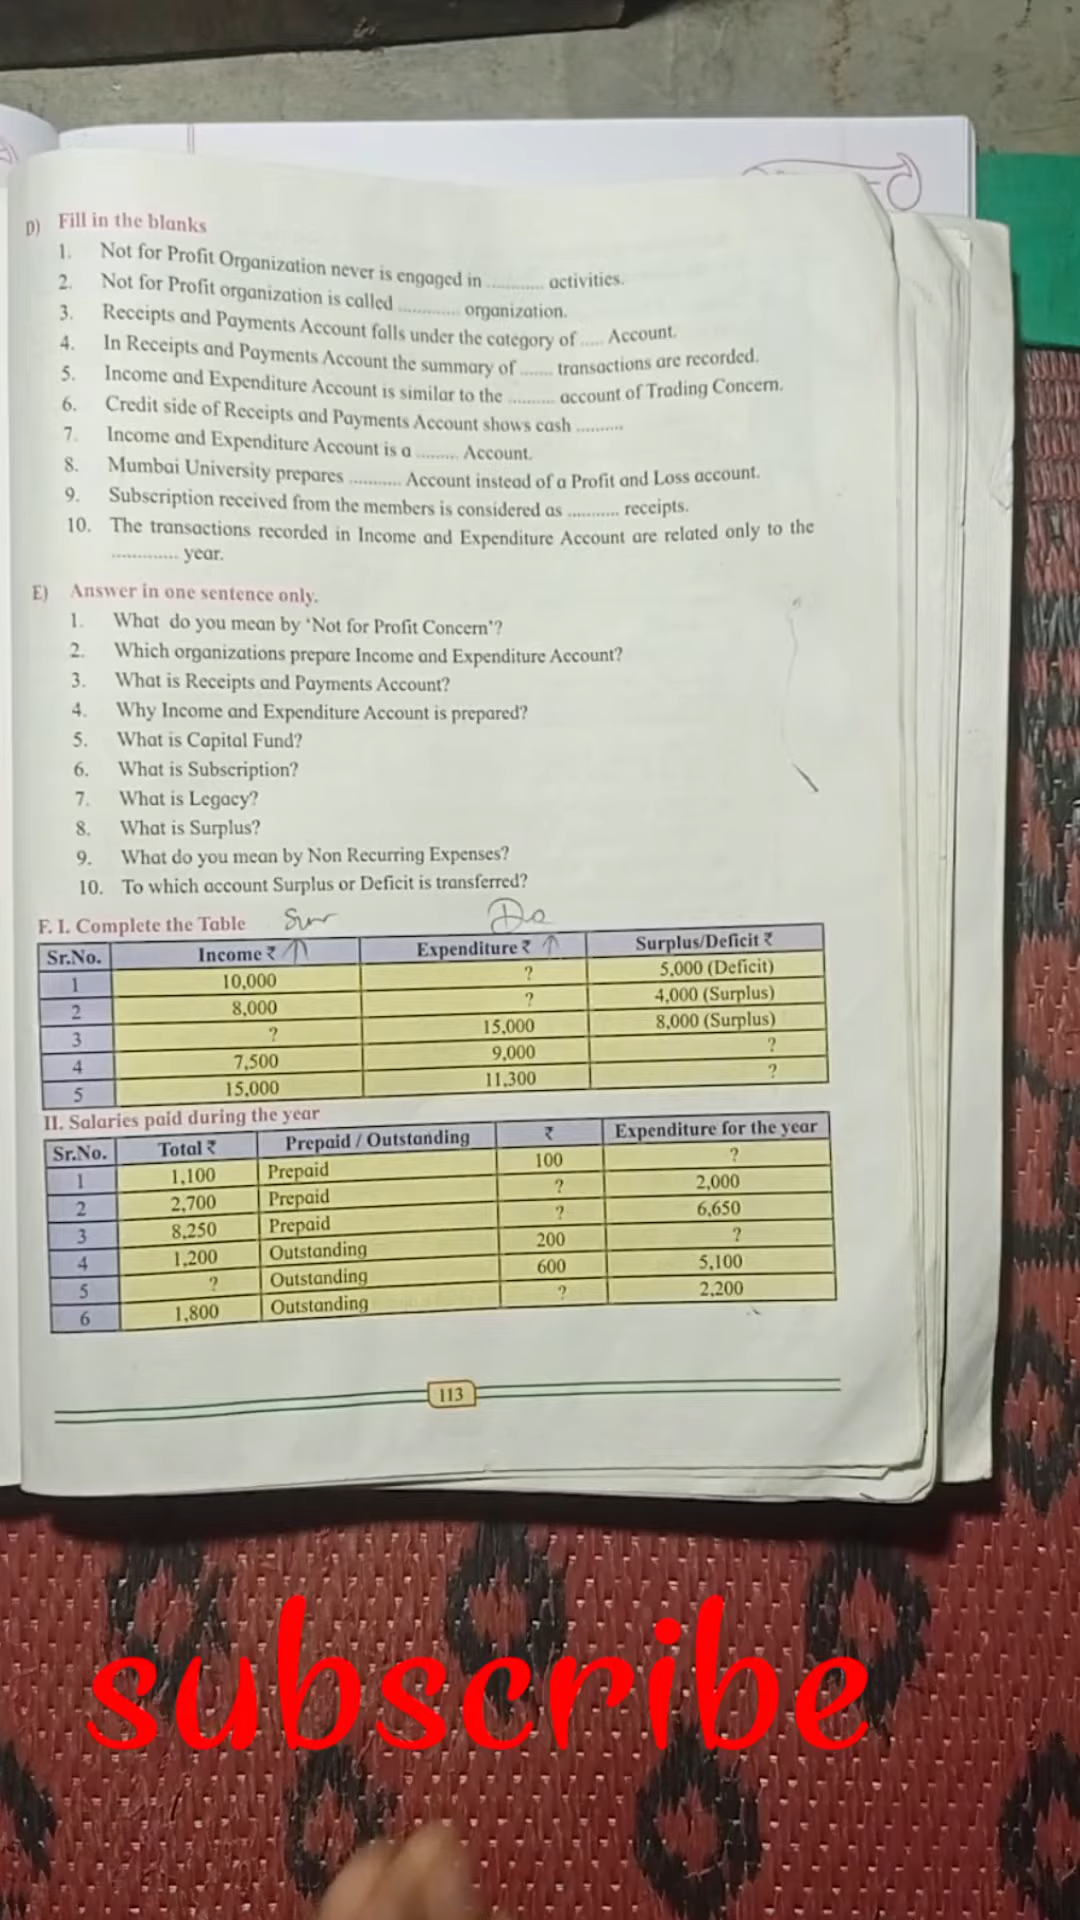 D) Fill in the blanks
1. Not for Profit Organization never is engaged in ............ activities.
2. Not for Profit organization is called ............. organization.
3. Receipts and Payments Account falls under the category of ..... Account.
4. In Receipts and Payments Account the summary of ....... transactions are recorded.
5. Income and Expenditure Account is similar to the .......... account of Trading Concern.
6. Credit side of Receipts and Payments Account shows cash ..........
7. Income and Expenditure Account is a ......... Account.
8. Mumbai University prepares ........... Account instead of a Profit and Loss account.
9. Subscription received from the members is considered as ........... receipts.
10. The transactions recorded in Income and Expenditure Account are related only to the
.............. year.
E) Answer in one sentence only.
1. What do you mean by ‘Not for Profit Concern’?
2. Which organizations prepare Income and Expenditure Account?
3. What is Receipts and Payments Account?
4. Why Income and Expenditure Account is prepared?
5. What is Capital Fund?
6. What is Subscription?
7. What is Legacy?
8. What is Surplus?
9. What do you mean by Non Recurring Expenses?
10. To which account Surplus or Deficit is transferred?
F. I. Complete the Table
Sr.No. Income ₹ ↑ Expenditure ₹ ↑ Surplus/Deficit ₹
1 10,000 ? 5,000 (Deficit)
2 8,000 ? 4,000 (Surplus)
3 ? 15,000 8,000 (Surplus)
4 7,500 9,000 ?
5 15,000 11,300 ?
II. Salaries paid during the year
Sr.No. Total ₹ Prepaid / Outstanding ₹ Expenditure for the year
1 1,100 Prepaid 100 ?
2 2,700 Prepaid ? 2,000
3 8,250 Prepaid ? 6,650
4 1,200 Outstanding 200 ?
5 ? Outstanding 600 5,100
6 1,800 Outstanding ? 2,200
113
subscribe